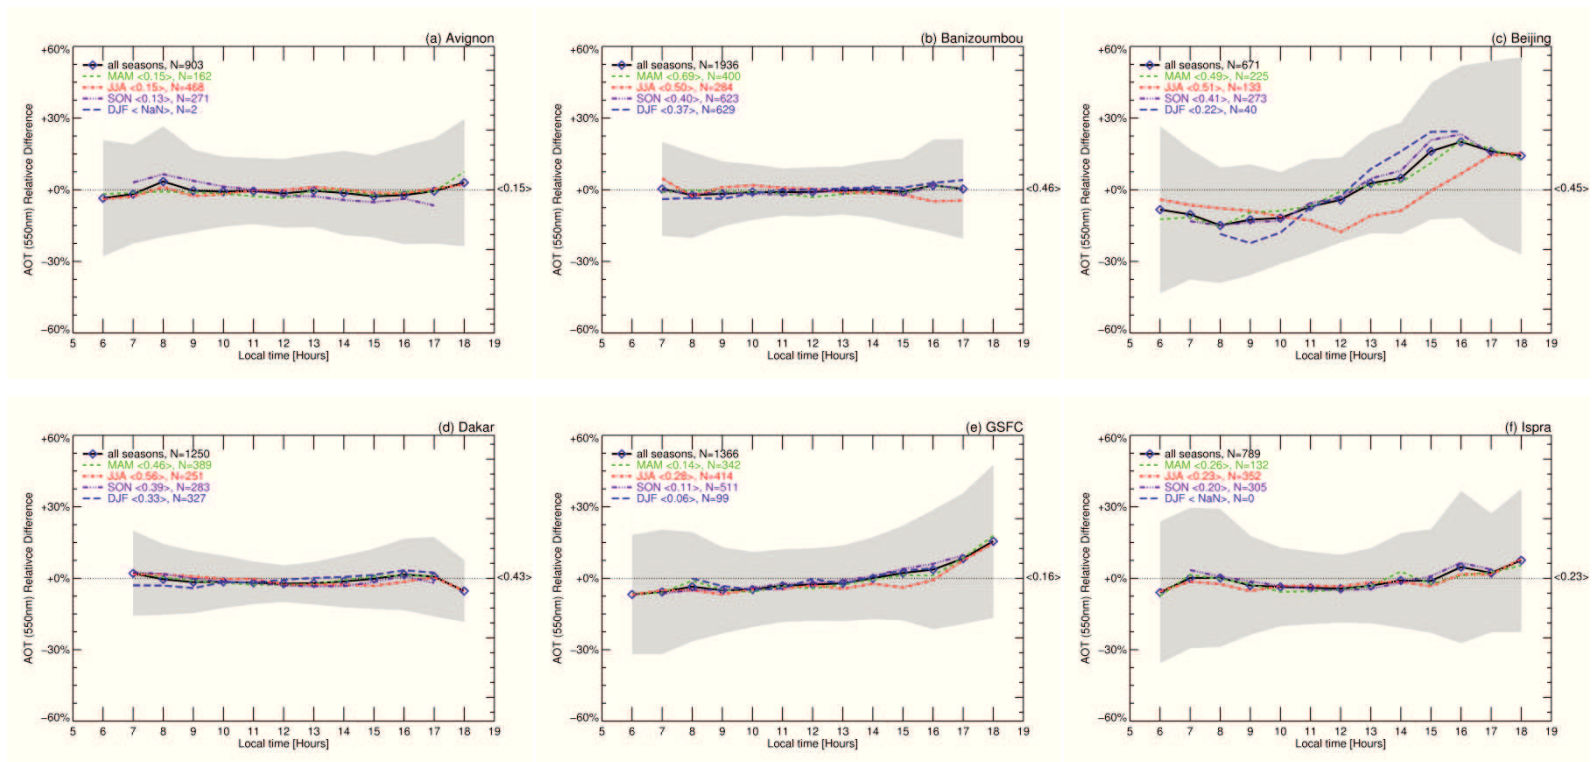 (a) Avignon
+60%
all seasons, N=903
MAM <0.15>, N=162
JJA <0.15>, N=468
SON <0.13>, N=271
DJF < NaN>, N=2
+30%
+0%
−30%
−60%
AOT (550nm) Relativce Difference
<0.15>
5 6 7 8 9 10 11 12 13 14 15 16 17 18 19
Local time [Hours]
(b) Banizoumbou
+60%
all seasons, N=1936
MAM <0.69>, N=400
JJA <0.50>, N=284
SON <0.40>, N=623
DJF <0.37>, N=629
+30%
+0%
−30%
−60%
AOT (550nm) Relativce Difference
<0.46>
5 6 7 8 9 10 11 12 13 14 15 16 17 18 19
Local time [Hours]
(c) Beijing
+60%
all seasons, N=671
MAM <0.49>, N=225
JJA <0.51>, N=133
SON <0.41>, N=273
DJF <0.22>, N=40
+30%
+0%
−30%
−60%
AOT (550nm) Relativce Difference
<0.45>
5 6 7 8 9 10 11 12 13 14 15 16 17 18 19
Local time [Hours]
(d) Dakar
+60%
all seasons, N=1250
MAM <0.46>, N=389
JJA <0.56>, N=251
SON <0.39>, N=283
DJF <0.33>, N=327
+30%
+0%
−30%
−60%
AOT (550nm) Relativce Difference
<0.43>
5 6 7 8 9 10 11 12 13 14 15 16 17 18 19
Local time [Hours]
(e) GSFC
+60%
all seasons, N=1366
MAM <0.14>, N=342
JJA <0.28>, N=414
SON <0.11>, N=511
DJF <0.06>, N=99
+30%
+0%
−30%
−60%
AOT (550nm) Relativce Difference
<0.16>
5 6 7 8 9 10 11 12 13 14 15 16 17 18 19
Local time [Hours]
(f) Ispra
+60%
all seasons, N=789
MAM <0.26>, N=132
JJA <0.23>, N=352
SON <0.20>, N=305
DJF < NaN>, N=0
+30%
+0%
−30%
−60%
AOT (550nm) Relativce Difference
<0.23>
5 6 7 8 9 10 11 12 13 14 15 16 17 18 19
Local time [Hours]